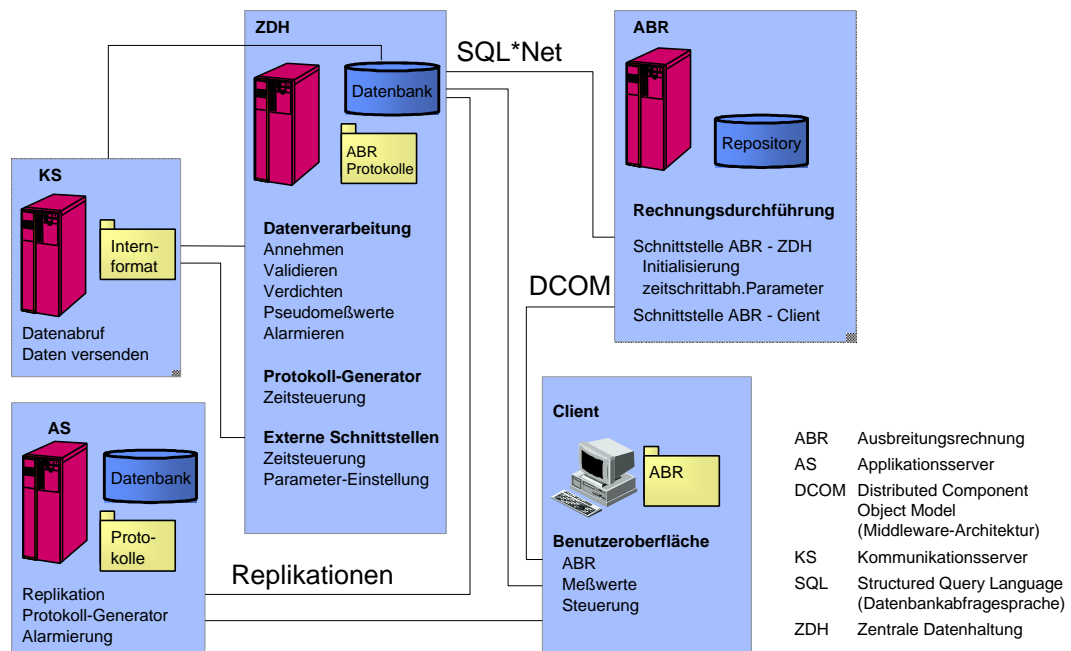 ZDH
Datenbank
ABR
Protokolle
Datenverarbeitung
Annehmen
Validieren
Verdichten
Pseudomeßwerte
Alarmieren
Protokoll-Generator
Zeitsteuerung
Externe Schnittstellen
Zeitsteuerung
Parameter-Einstellung
SQL*Net
ABR
Repository
Rechnungsdurchführung
Schnittstelle ABR - ZDH
Initialisierung
zeitschrittabh.Parameter
Schnittstelle ABR - Client
DCOM
KS
Intern-
format
Datenabruf
Daten versenden
AS
Datenbank
Proto-
kolle
Replikation
Protokoll-Generator
Alarmierung
Replikationen
Client
ABR
Benutzeroberfläche
ABR
Meßwerte
Steuerung
ABR Ausbreitungsrechnung
AS Applikationsserver
DCOM Distributed Component
Object Model
(Middleware-Architektur)
KS Kommunikationsserver
SQL Structured Query Language
(Datenbankabfragesprache)
ZDH Zentrale Datenhaltung